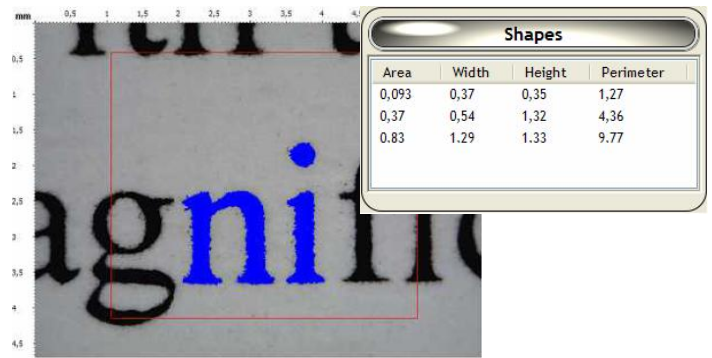 mm 0,5 1 1,5 2 2,5 3 3,5 4
0,5
1
1,5
2
2,5
3
3,5
4
4,5
agnifi
Shapes
Area Width Height Perimeter
0,093 0,37 0,35 1,27
0,37 0,54 1,32 4,36
0.83 1.29 1.33 9.77